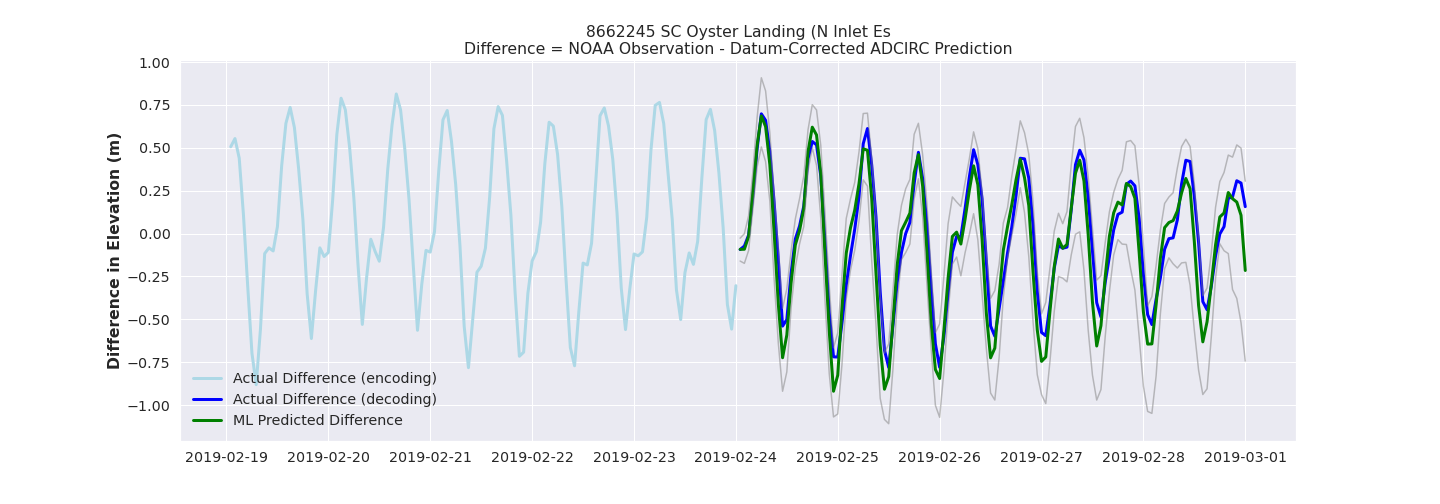 8662245 SC Oyster Landing (N Inlet Es
Difference = NOAA Observation - Datum-Corrected ADCIRC Prediction
Difference in Elevation (m)
1.00
0.75
0.50
0.25
0.00
−0.25
−0.50
−0.75
−1.00
Actual Difference (encoding)
Actual Difference (decoding)
ML Predicted Difference
2019-02-19 2019-02-20 2019-02-21 2019-02-22 2019-02-23 2019-02-24 2019-02-25 2019-02-26 2019-02-27 2019-02-28 2019-03-01